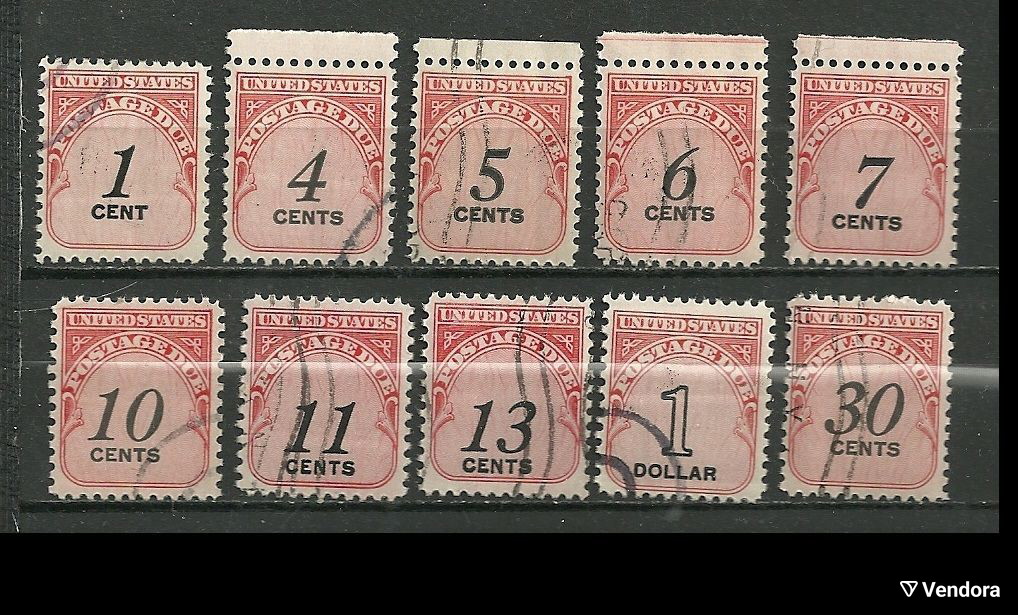 UNITED STATES
POSTAGE DUE
1
CENT
UNITED STATES
POSTAGE DUE
4
CENTS
UNITED STATES
POSTAGE DUE
5
CENTS
UNITED STATES
POSTAGE DUE
6
CENTS
UNITED STATES
POSTAGE DUE
7
CENTS
UNITED STATES
POSTAGE DUE
10
CENTS
UNITED STATES
POSTAGE DUE
11
CENTS
UNITED STATES
POSTAGE DUE
13
CENTS
UNITED STATES
POSTAGE DUE
1
DOLLAR
UNITED STATES
POSTAGE DUE
30
CENTS
Vendora